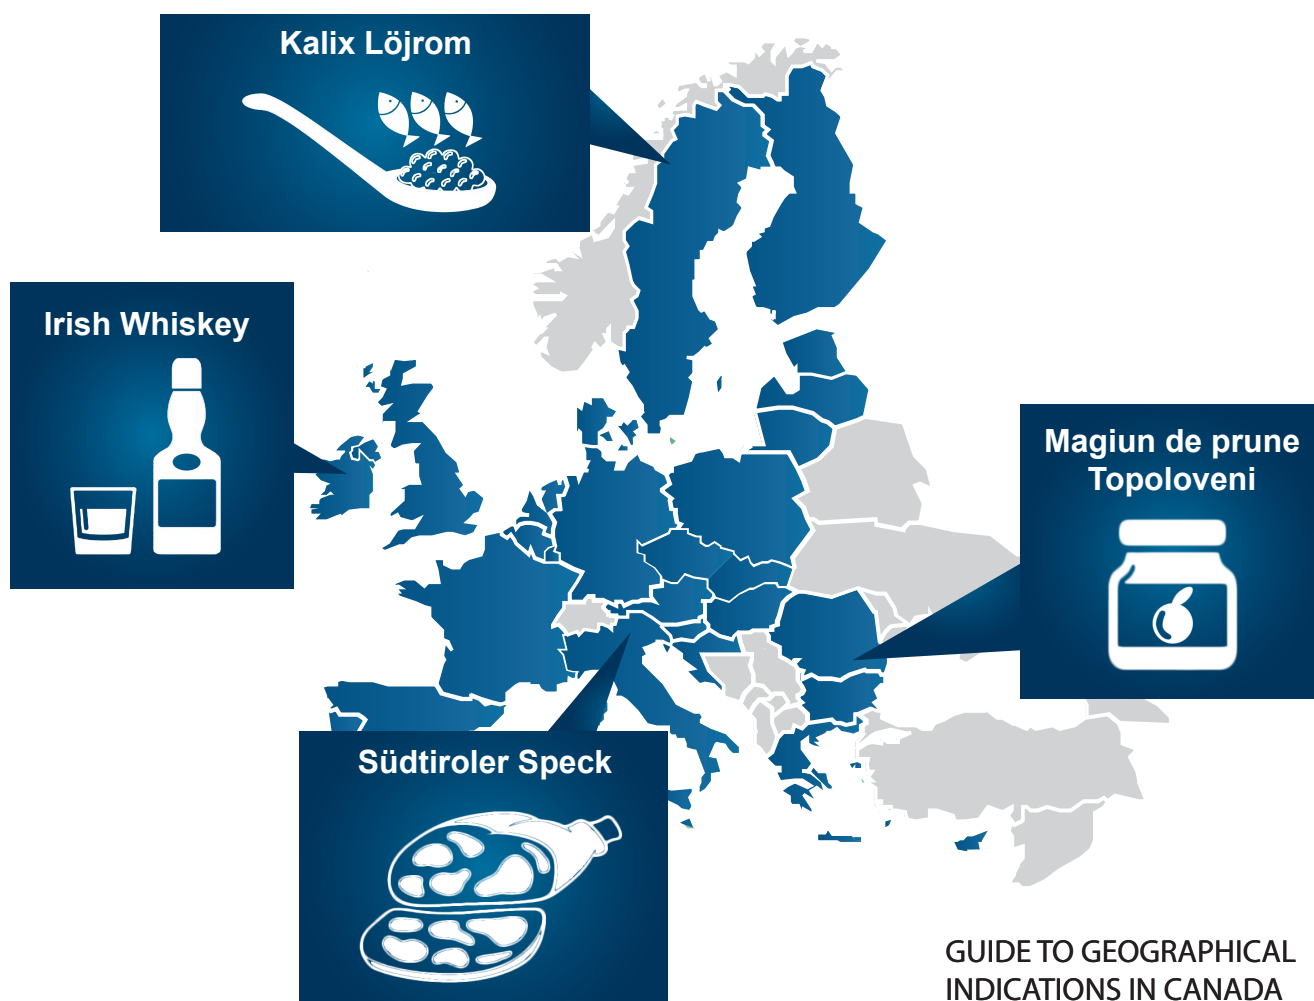 Kalix Löjrom
Irish Whiskey
Magiun de prune
Topoloveni
Südtiroler Speck
GUIDE TO GEOGRAPHICAL
INDICATIONS IN CANADA